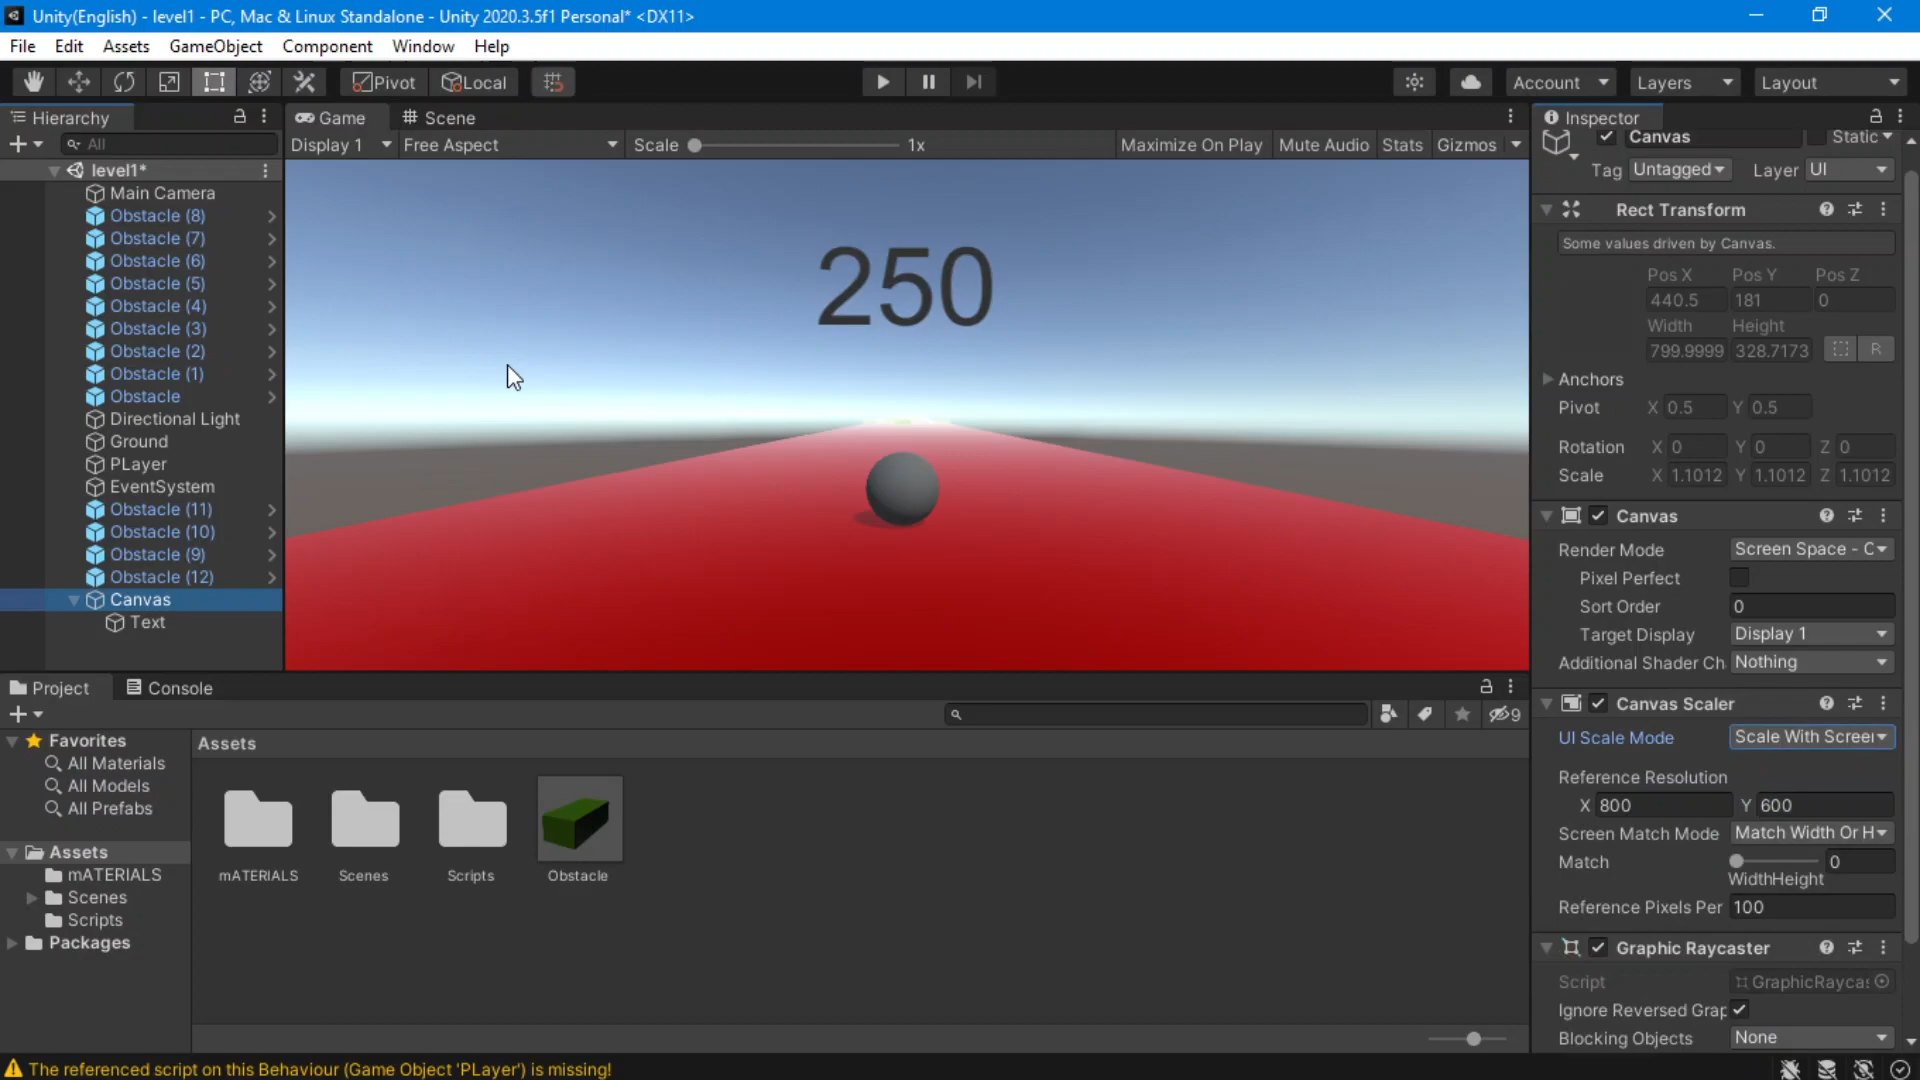 Unity(English) - level1 - PC, Mac & Linux Standalone - Unity 2020.3.5f1 Personal* <DX11>
File Edit Assets GameObject Component Window Help
Pivot Local Account Layers Layout
Hierarchy
All
level1*
Main Camera
Obstacle (8)
Obstacle (7)
Obstacle (6)
Obstacle (5)
Obstacle (4)
Obstacle (3)
Obstacle (2)
Obstacle (1)
Obstacle
Directional Light
Ground
PLayer
EventSystem
Obstacle (11)
Obstacle (10)
Obstacle (9)
Obstacle (12)
Canvas
Text
Game Scene
Display 1 Free Aspect Scale 1x Maximize On Play Mute Audio Stats Gizmos
250
Inspector
Canvas Static
Tag Untagged Layer UI
Rect Transform
Some values driven by Canvas.
Pos X Pos Y Pos Z
440.5 181 0
Width Height
799.9999 328.7173 R
Anchors
Pivot X 0.5 Y 0.5
Rotation X 0 Y 0 Z 0
Scale X 1.1012 Y 1.1012 Z 1.1012
Canvas
Render Mode Screen Space - C
Pixel Perfect
Sort Order 0
Target Display Display 1
Additional Shader Ch Nothing
Canvas Scaler
UI Scale Mode Scale With Screen
Reference Resolution
X 800 Y 600
Screen Match Mode Match Width Or H
Match 0
WidthHeight
Reference Pixels Per 100
Graphic Raycaster
Script GraphicRaycas
Ignore Reversed Grap
Blocking Objects None
Project Console
9
Favorites
All Materials
All Models
All Prefabs
Assets
mATERIALS
Scenes
Scripts
Packages
Assets
mATERIALS Scenes Scripts Obstacle
The referenced script on this Behaviour (Game Object 'PLayer') is missing!